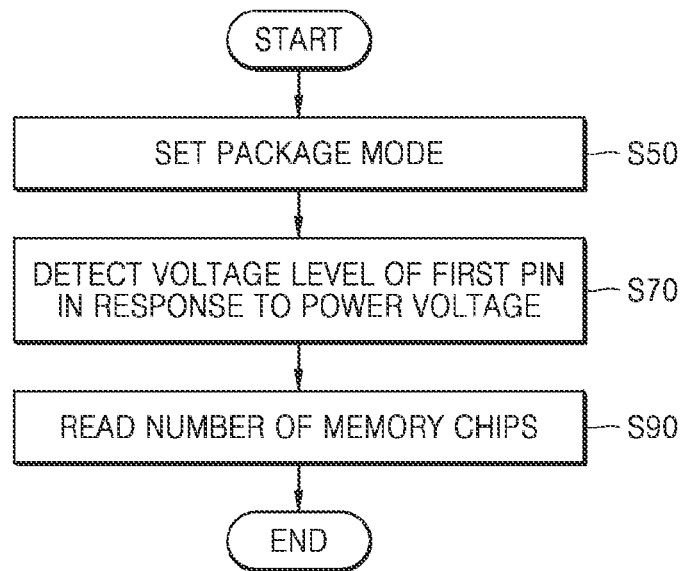 START
SET PACKAGE MODE
S50
DETECT VOLTAGE LEVEL OF FIRST PIN
IN RESPONSE TO POWER VOLTAGE
S70
READ NUMBER OF MEMORY CHIPS
S90
END